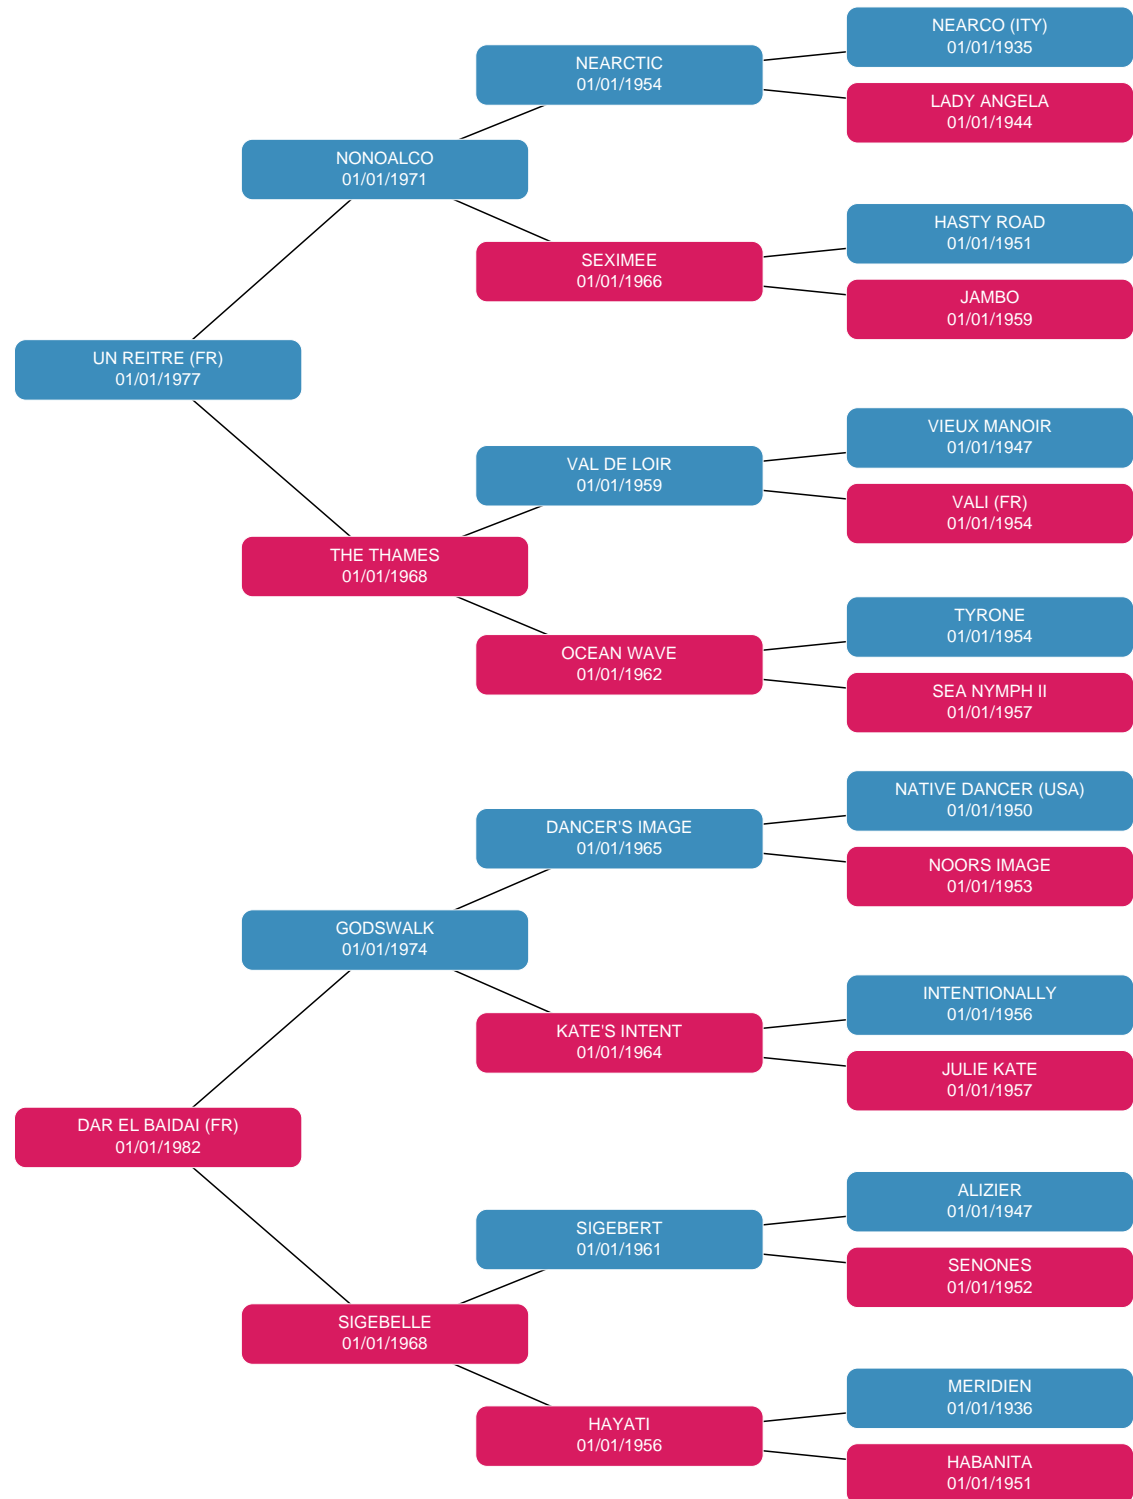 NEARCO (ITY)
01/01/1935
NEARCTIC
01/01/1954
LADY ANGELA
01/01/1944
NONOALCO
01/01/1971
HASTY ROAD
01/01/1951
SEXIMEE
01/01/1966
JAMBO
01/01/1959
UN REITRE (FR)
01/01/1977
VIEUX MANOIR
01/01/1947
VAL DE LOIR
01/01/1959
VALI (FR)
01/01/1954
THE THAMES
01/01/1968
TYRONE
01/01/1954
OCEAN WAVE
01/01/1962
SEA NYMPH II
01/01/1957
NATIVE DANCER (USA)
01/01/1950
DANCER'S IMAGE
01/01/1965
NOORS IMAGE
01/01/1953
GODSWALK
01/01/1974
INTENTIONALLY
01/01/1956
KATE'S INTENT
01/01/1964
JULIE KATE
01/01/1957
DAR EL BAIDAI (FR)
01/01/1982
ALIZIER
01/01/1947
SIGEBERT
01/01/1961
SENONES
01/01/1952
SIGEBELLE
01/01/1968
MERIDIEN
01/01/1936
HAYATI
01/01/1956
HABANITA
01/01/1951